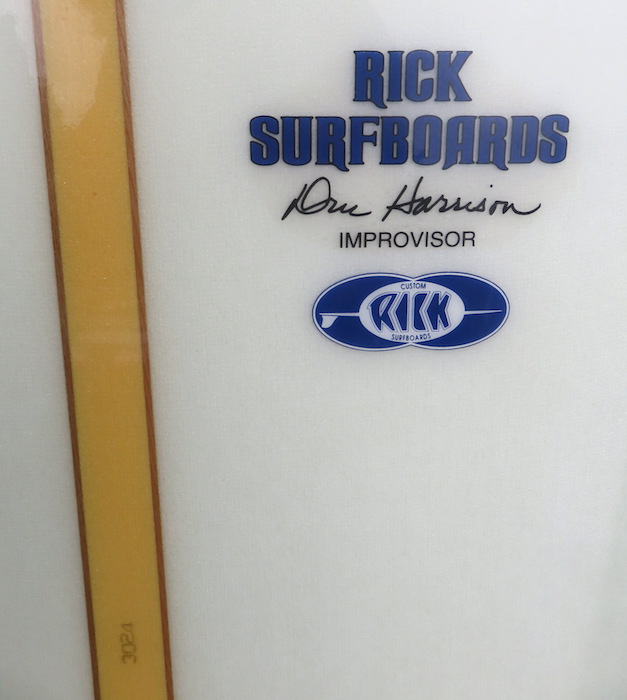 RICK
SURFBOARDS
Dru Harrison
IMPROVISOR
CUSTOM
RICK
SURFBOARDS
3024